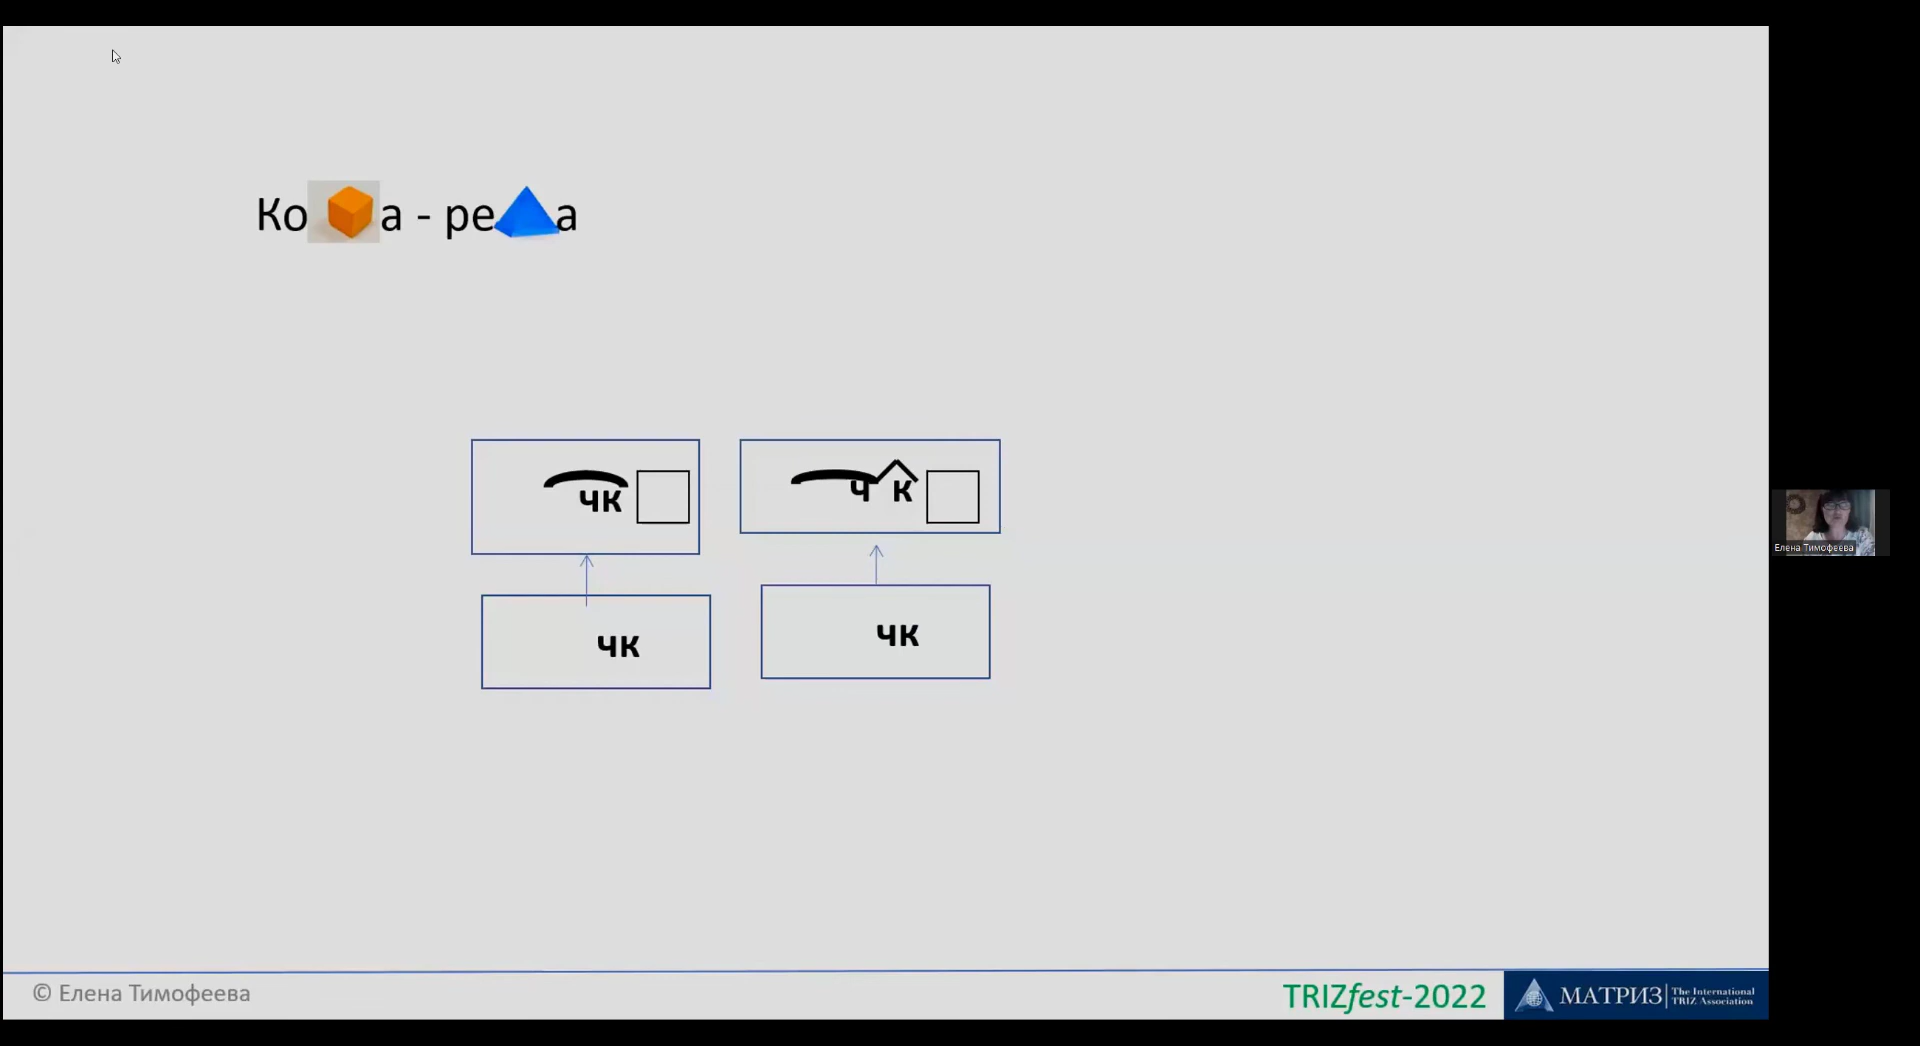 Ко а - ре а
чк
ч к
чк
чк
Елена Тимофеева
© Елена Тимофеева
TRIZfest-2022
МАТРИЗ
The International
TRIZ Association